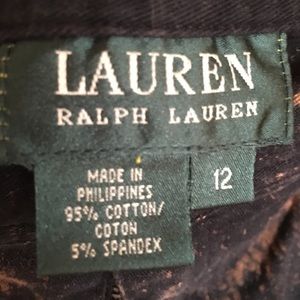 LAUREN
RALPH LAUREN
MADE IN
PHILIPPINES
95% COTTON/
COTON
5% SPANDEX
12